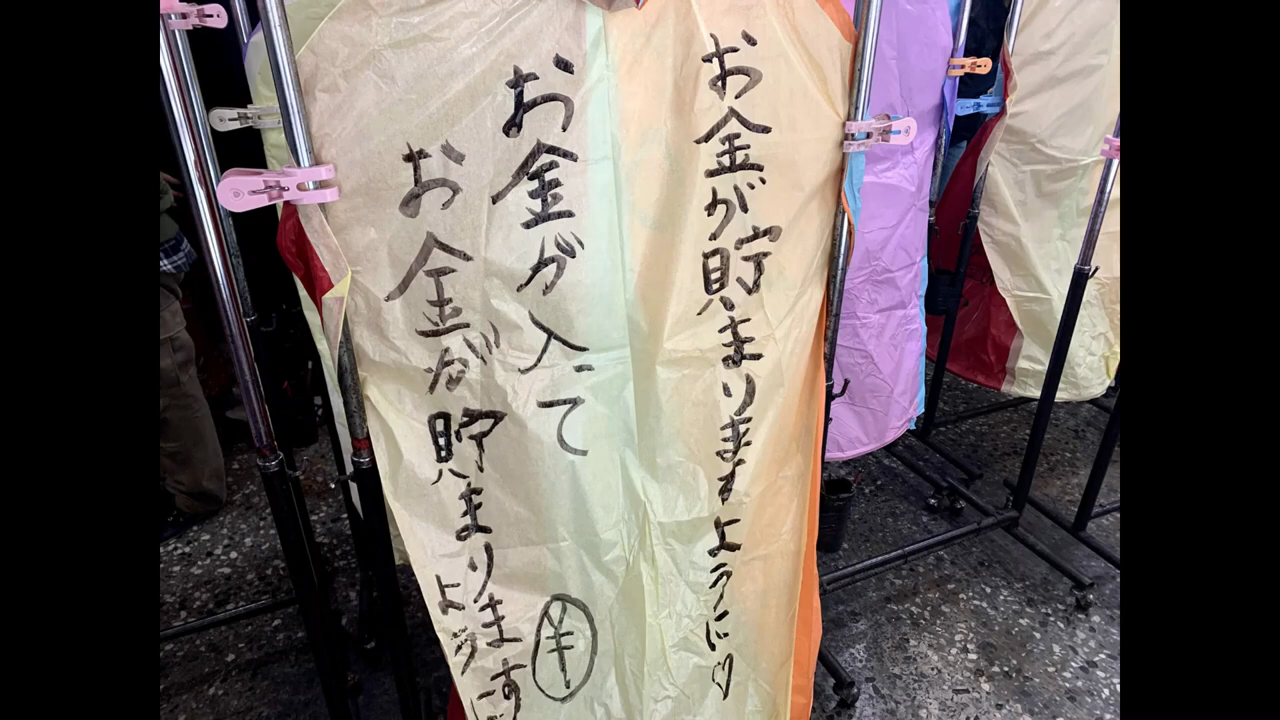 お金が貯まりますように♡
お金が入って
お金が貯まります
ように
¥